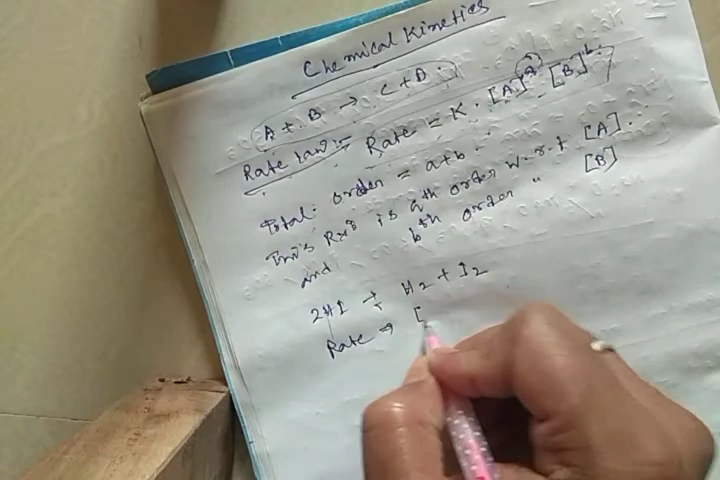 Chemical Kinetics
A + B → C + D.
Rate law:- Rate = K. [A]^a [B]^b.
Total order = a+b.
This Rxⁿ is ath order w.r.t [A].
and bth order " [B]
2HI ⇌ H2 + I2
Rate ⇒ [